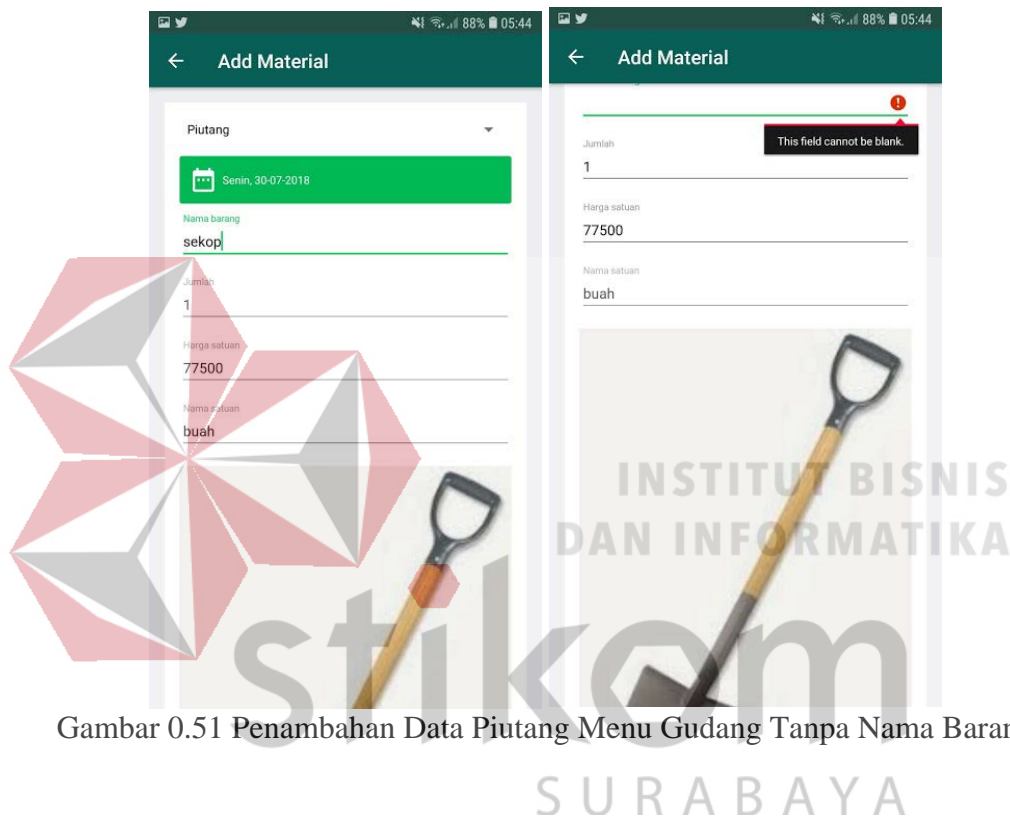 88% 05:44
Add Material
Piutang
Senin, 30-07-2018
Nama barang
sekop
Jumlah
1
Harga satuan
77500
Nama satuan
buah
88% 05:44
Add Material
This field cannot be blank.
Jumlah
1
Harga satuan
77500
Nama satuan
buah
INSTITUT BISNIS
DAN INFORMATIKA
stikom
SURABAYA
Gambar 0.51 Penambahan Data Piutang Menu Gudang Tanpa Nama Baran